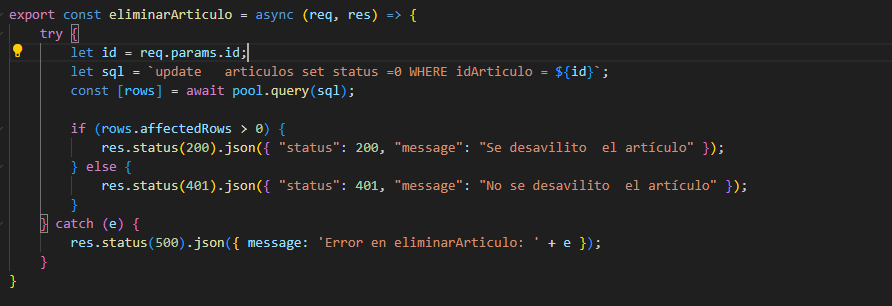 export const eliminarArticulo = async (req, res) => {
try {
let id = req.params.id;
let sql = `update   articulos set status =0 WHERE idArticulo = ${id}`;
const [rows] = await pool.query(sql);
if (rows.affectedRows > 0) {
res.status(200).json({ "status": 200, "message": "Se desavilito  el artículo" });
} else {
res.status(401).json({ "status": 401, "message": "No se desavilito  el artículo" });
}
} catch (e) {
res.status(500).json({ message: 'Error en eliminarArticulo: ' + e });
}
}